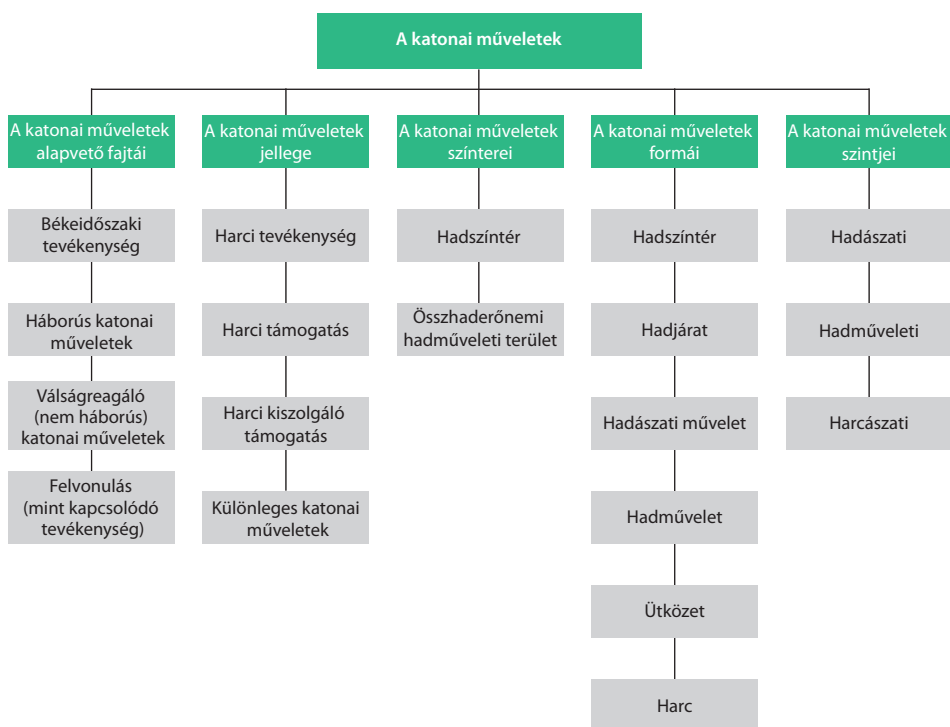 A katonai műveletek
A katonai műveletek
alapvető fajtái
Békeidőszaki
tevékenység
Háborús katonai
műveletek
Válságreagáló
(nem háborús)
katonai műveletek
Felvonulás
(mint kapcsolódó
tevékenység)
A katonai műveletek
jellege
Harci tevékenység
Harci támogatás
Harci kiszolgáló
támogatás
Különleges katonai
műveletek
A katonai műveletek
színterei
Hadszíntér
Összhaderőnemi
hadműveleti terület
A katonai műveletek
formái
Hadszíntér
Hadjárat
Hadászati művelet
Hadművelet
Ütközet
Harc
A katonai műveletek
szintjei
Hadászati
Hadműveleti
Harcászati